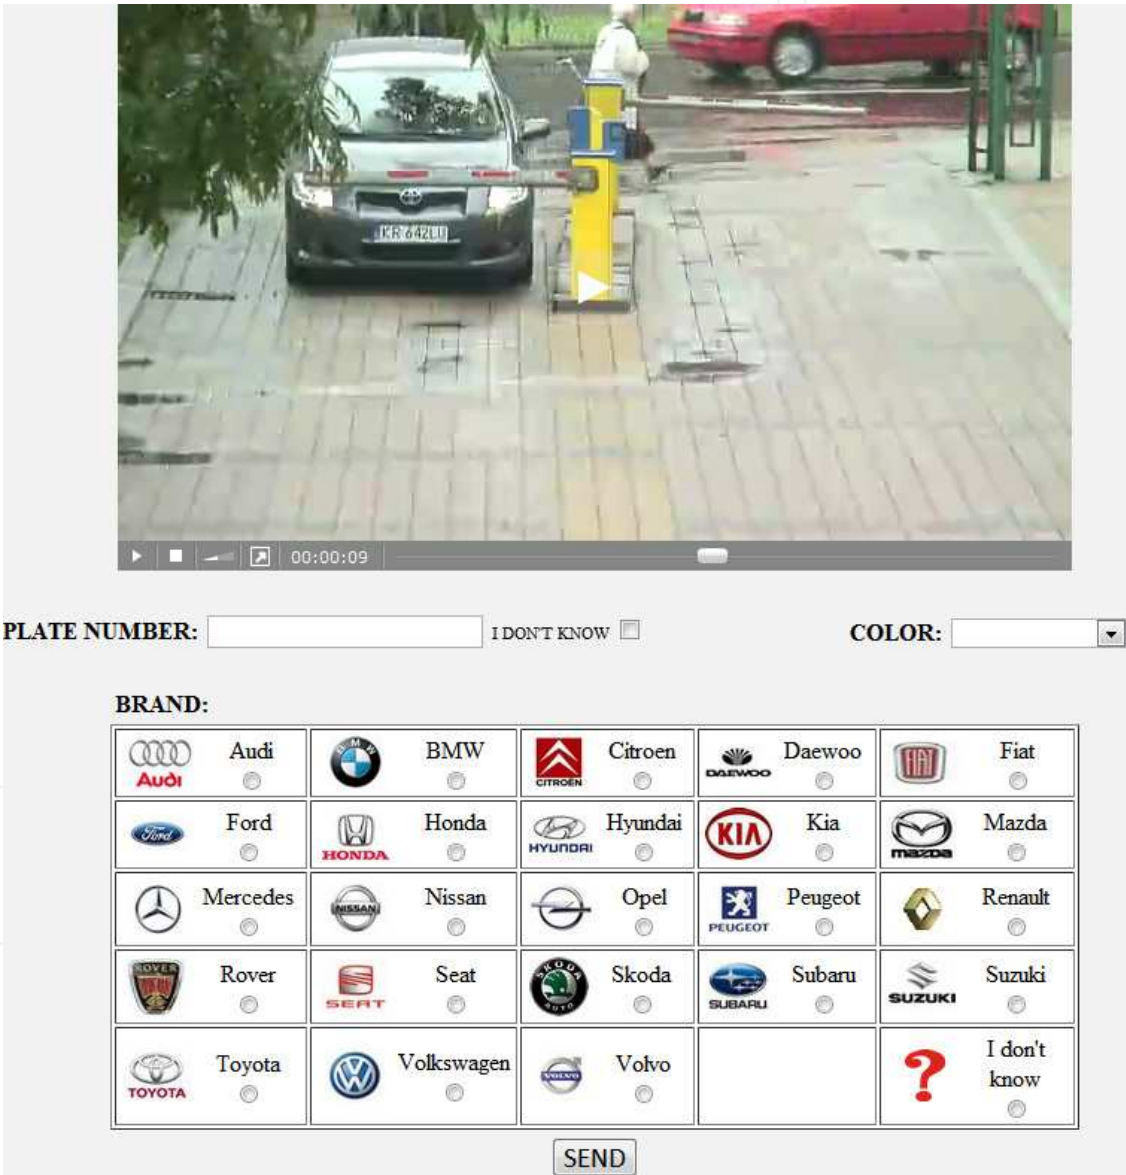 KR 642LU
00:00:09
PLATE NUMBER: I DON'T KNOW COLOR:
BRAND:
Audi Audi BMW BMW CITROËN Citroen DAEWOO Daewoo FIAT Fiat
Ford Ford HONDA Honda HYUNDAI Hyundai KIA Kia mazda Mazda
Mercedes NISSAN Nissan Opel PEUGEOT Peugeot Renault
ROVER Rover SEAT Seat SKODA AUTO Skoda SUBARU Subaru SUZUKI Suzuki
TOYOTA Toyota Volkswagen VOLVO Volvo ? I don't
know
SEND